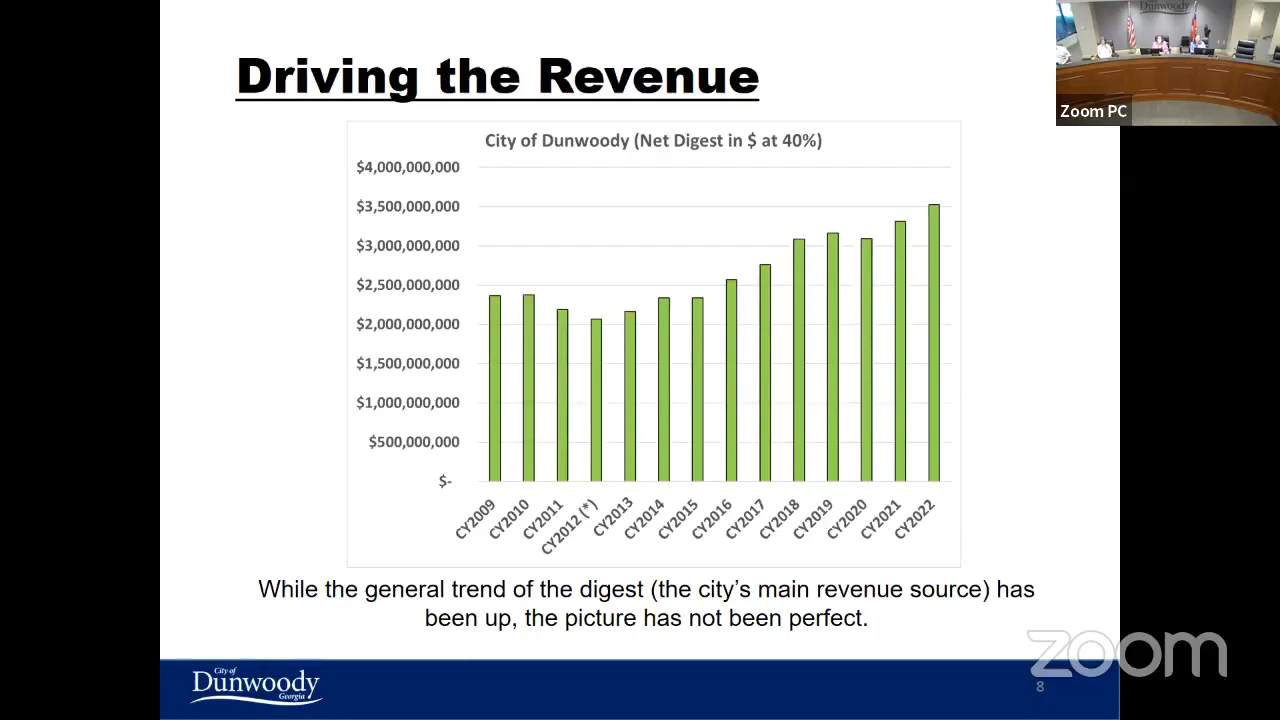 Driving the Revenue
Dunwoody
Zoom PC
City of Dunwoody (Net Digest in $ at 40%)
$4,000,000,000
$3,500,000,000
$3,000,000,000
$2,500,000,000
$2,000,000,000
$1,500,000,000
$1,000,000,000
$500,000,000
$-
CY2009
CY2010
CY2011
CY2012 (*)
CY2013
CY2014
CY2015
CY2016
CY2017
CY2018
CY2019
CY2020
CY2021
CY2022
While the general trend of the digest (the city’s main revenue source) has
been up, the picture has not been perfect.
zoom
City of
Dunwoody
Georgia
8